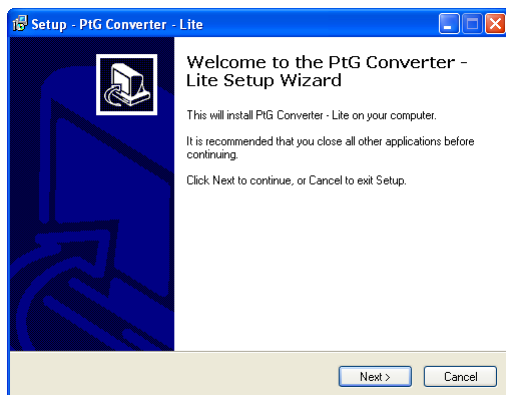 Setup - PtG Converter - Lite
Welcome to the PtG Converter -
Lite Setup Wizard
This will install PtG Converter - Lite on your computer.
It is recommended that you close all other applications before
continuing.
Click Next to continue, or Cancel to exit Setup.
Next >
Cancel